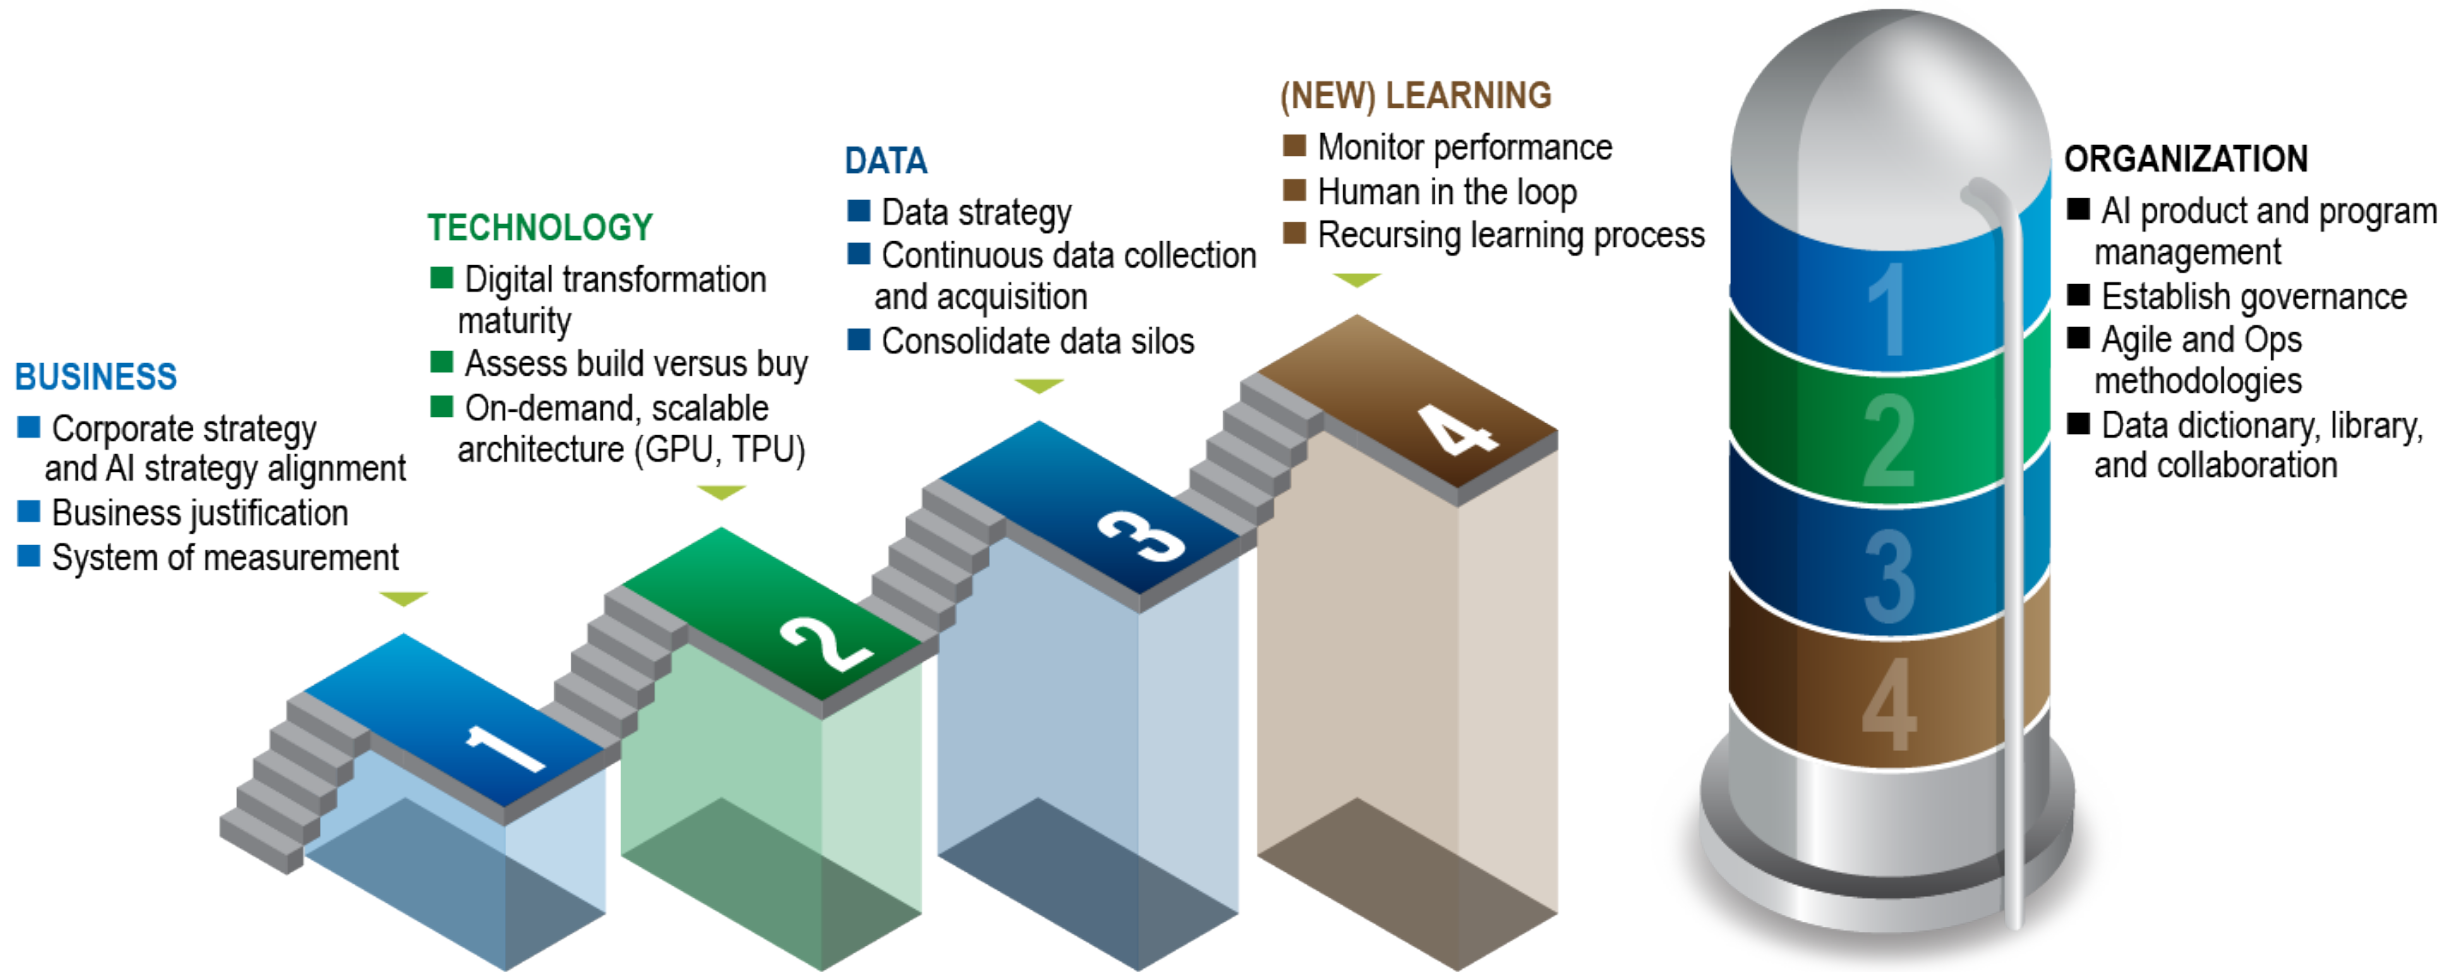 BUSINESS
Corporate strategy
and AI strategy alignment
Business justification
System of measurement
TECHNOLOGY
Digital transformation
maturity
Assess build versus buy
On-demand, scalable
architecture (GPU, TPU)
DATA
Data strategy
Continuous data collection
and acquisition
Consolidate data silos
(NEW) LEARNING
Monitor performance
Human in the loop
Recursing learning process
1
2
3
4
ORGANIZATION
AI product and program
management
Establish governance
Agile and Ops
methodologies
Data dictionary, library,
and collaboration
1
2
3
4